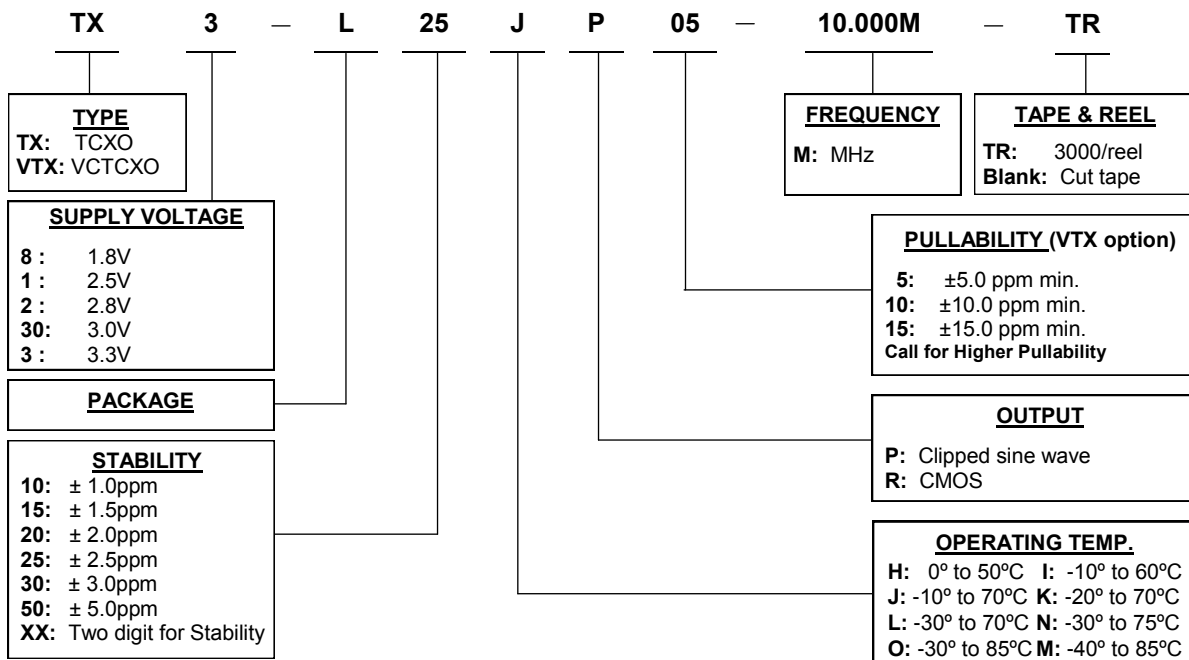 TX 3 – L 25 J P 05 – 10.000M – TR
TYPE
TX: TCXO
VTX: VCTCXO
SUPPLY VOLTAGE
8 : 1.8V
1 : 2.5V
2 : 2.8V
30: 3.0V
3 : 3.3V
PACKAGE
STABILITY
10: ± 1.0ppm
15: ± 1.5ppm
20: ± 2.0ppm
25: ± 2.5ppm
30: ± 3.0ppm
50: ± 5.0ppm
XX: Two digit for Stability
FREQUENCY
M: MHz
TAPE & REEL
TR: 3000/reel
Blank: Cut tape
PULLABILITY (VTX option)
5: ±5.0 ppm min.
10: ±10.0 ppm min.
15: ±15.0 ppm min.
Call for Higher Pullability
OUTPUT
P: Clipped sine wave
R: CMOS
OPERATING TEMP.
H: 0º to 50ºC I: -10º to 60ºC
J: -10º to 70ºC K: -20º to 70ºC
L: -30º to 70ºC N: -30º to 75ºC
O: -30º to 85ºC M: -40º to 85ºC